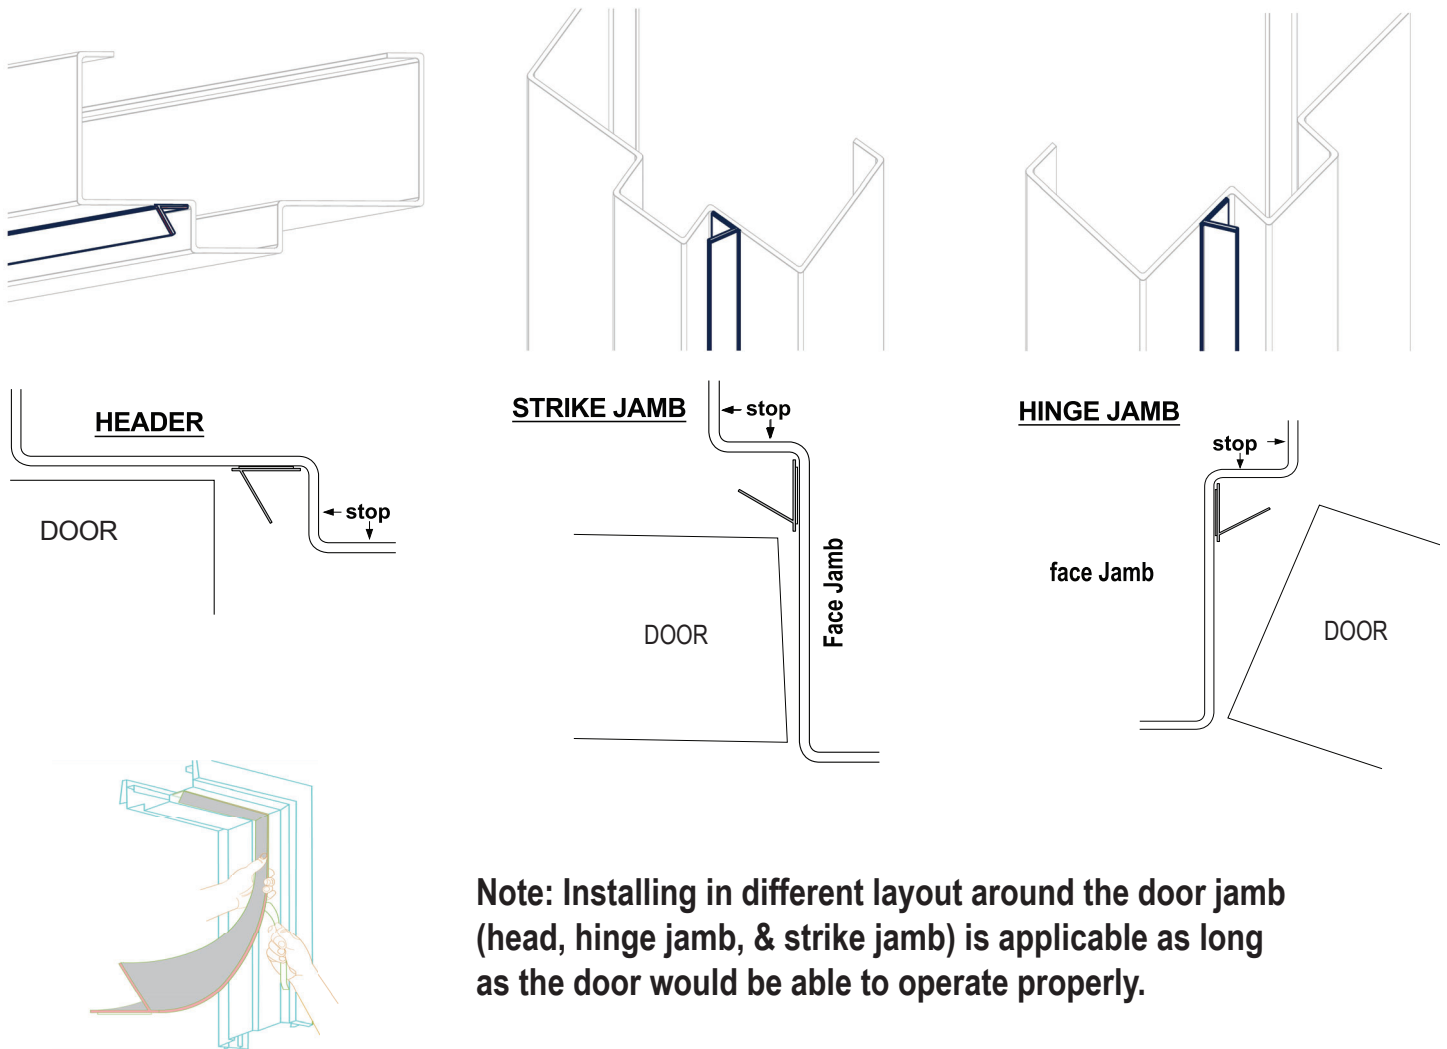 HEADER
stop
DOOR
STRIKE JAMB
stop
Face Jamb
DOOR
HINGE JAMB
stop
face Jamb
DOOR
Note: Installing in different layout around the door jamb
(head, hinge jamb, & strike jamb) is applicable as long
as the door would be able to operate properly.